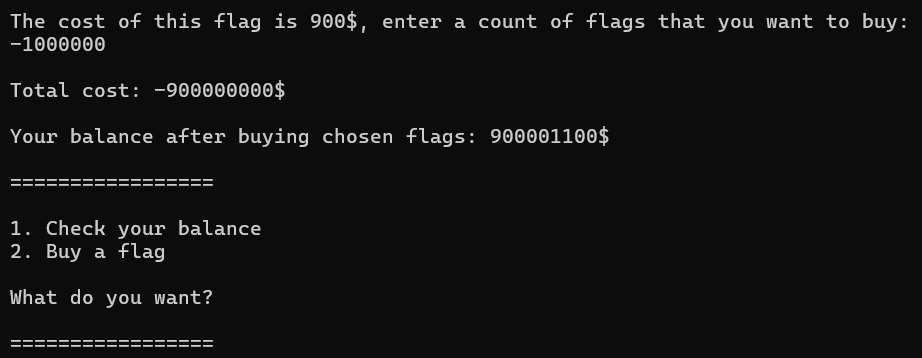 The cost of this flag is 900$, enter a count of flags that you want to buy:
-1000000
Total cost: -900000000$
Your balance after buying chosen flags: 900001100$
=================
1. Check your balance
2. Buy a flag
What do you want?
=================